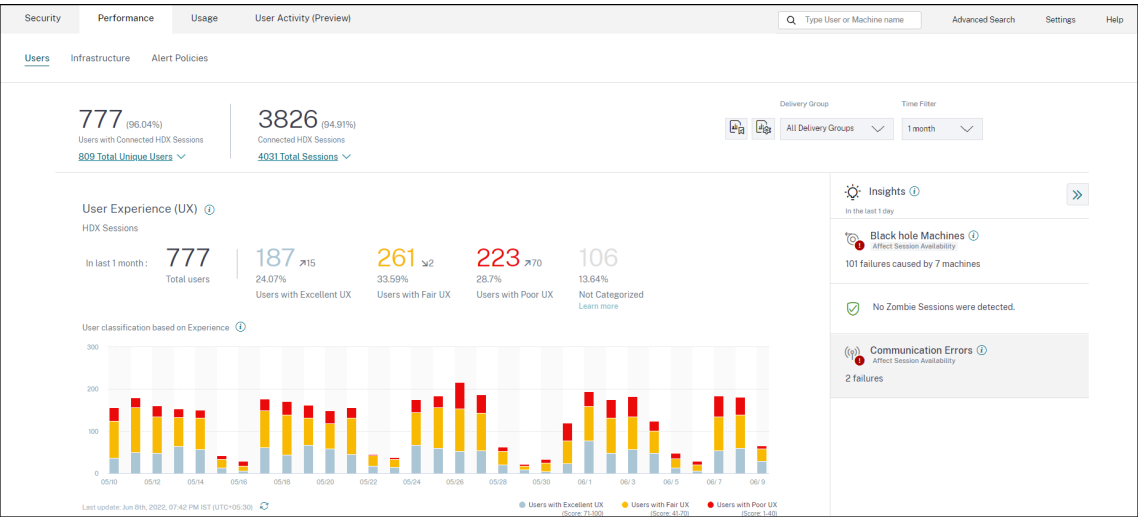 Security Performance Usage User Activity (Preview) Type User or Machine name Advanced Search Settings Help
Users Infrastructure Alert Policies
Delivery Group Time Filter
777 (96.04%) 3826 (94.91%)
All Delivery Groups 1 month
Users with Connected HDX Sessions Connected HDX Sessions
809 Total Unique Users 4031 Total Sessions
User Experience (UX)
HDX Sessions
In last 1 month : 777 187 15 261 2 223 70 106
Total users 24.07% 33.59% 28.7% 13.64%
Users with Excellent UX Users with Fair UX Users with Poor UX Not Categorized
Learn more
User classification based on Experience
300
200
100
0
05/10 05/12 05/14 05/16 05/18 05/20 05/22 05/24 05/26 05/28 05/30 06/ 1 06/ 3 06/ 5 06/ 7 06/ 9
Last update: Jun 8th, 2022, 07:42 PM IST (UTC+05:30)
Users with Excellent UX Users with Fair UX Users with Poor UX
(Score: 71-100) (Score: 41-70) (Score: 1-40)
Insights
In the last 1 day
Black hole Machines
Affect Session Availability
101 failures caused by 7 machines
No Zombie Sessions were detected.
Communication Errors
Affect Session Availability
2 failures